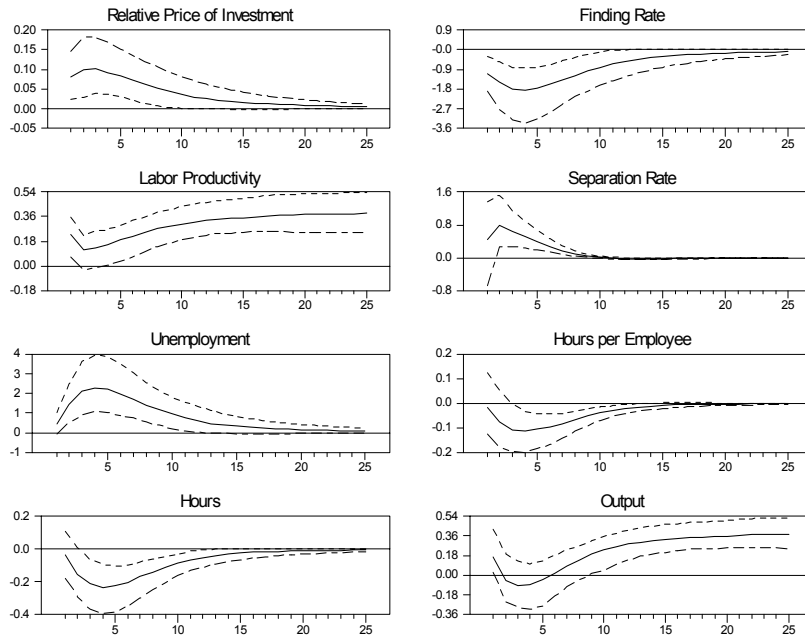 Relative Price of Investment
0.20
0.15
0.10
0.05
0.00
-0.05
5 10 15 20 25
Finding Rate
0.9
-0.0
-0.9
-1.8
-2.7
-3.6
5 10 15 20 25
Labor Productivity
0.54
0.36
0.18
0.00
-0.18
5 10 15 20 25
Separation Rate
1.6
0.8
0.0
-0.8
5 10 15 20 25
Unemployment
4
3
2
1
0
-1
5 10 15 20 25
Hours per Employee
0.2
0.1
0.0
-0.1
-0.2
5 10 15 20 25
Hours
0.2
0.0
-0.2
-0.4
5 10 15 20 25
Output
0.54
0.36
0.18
0.00
-0.18
-0.36
5 10 15 20 25